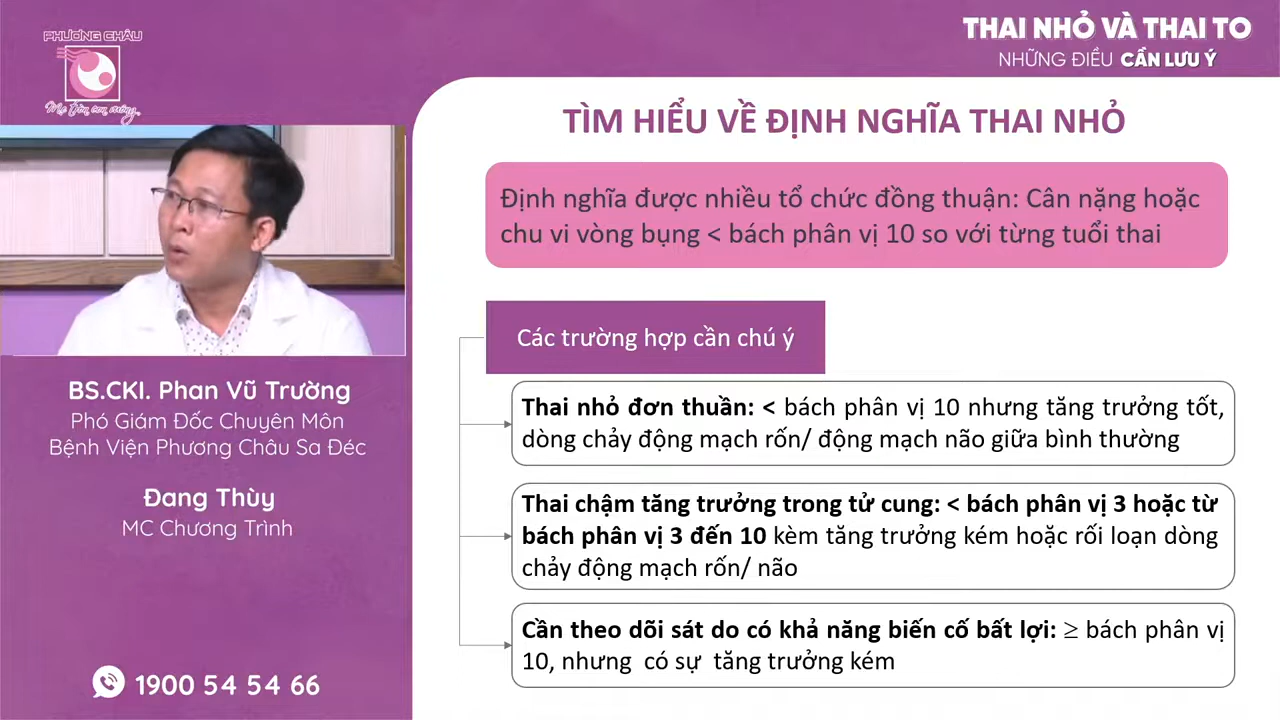 PHƯƠNG CHÂU
Mẹ tròn, con vuông
THAI NHỎ VÀ THAI TO
NHỮNG ĐIỀU CẦN LƯU Ý
TÌM HIỂU VỀ ĐỊNH NGHĨA THAI NHỎ
Định nghĩa được nhiều tổ chức đồng thuận: Cân nặng hoặc
chu vi vòng bụng < bách phân vị 10 so với từng tuổi thai
Các trường hợp cần chú ý
Thai nhỏ đơn thuần: < bách phân vị 10 nhưng tăng trưởng tốt,
dòng chảy động mạch rốn/ động mạch não giữa bình thường
Thai chậm tăng trưởng trong tử cung: < bách phân vị 3 hoặc từ
bách phân vị 3 đến 10 kèm tăng trưởng kém hoặc rối loạn dòng
chảy động mạch rốn/ não
Cần theo dõi sát do có khả năng biến cố bất lợi: ≥ bách phân vị
10, nhưng có sự tăng trưởng kém
BS.CKI. Phan Vũ Trường
Phó Giám Đốc Chuyên Môn
Bệnh Viện Phương Châu Sa Đéc
Đang Thùy
MC Chương Trình
1900 54 54 66